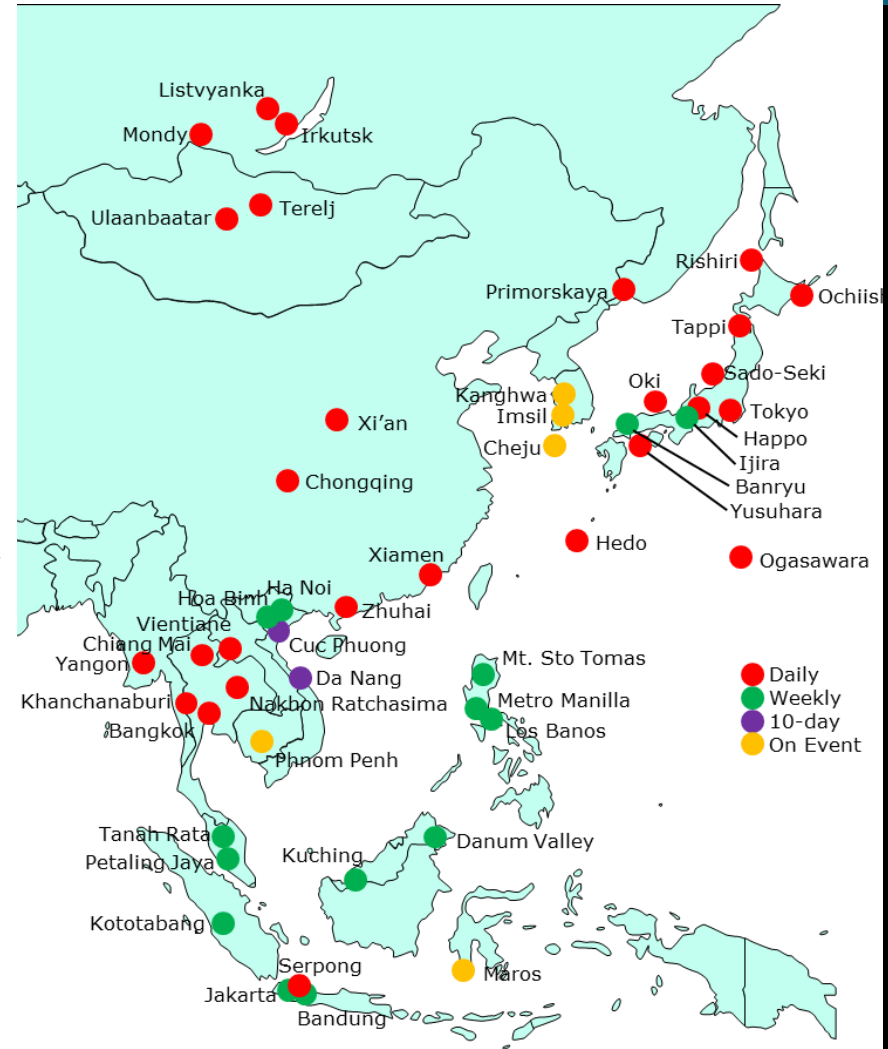 Listvyanka
Mondy
Irkutsk
Ulaanbaatar
Terelj
Rishiri
Primorskaya
Ochiish
Tappi
Sado-Seki
Oki
Kanghwa
Imsil
Tokyo
Xi’an
Happo
Cheju
Ijira
Chongqing
Banryu
Yusuhara
Hedo
Xiamen
Ogasawara
Ha Noi
Hoa Binh
Zhuhai
Vientiane
Chiang Mai
Cuc Phuong
Yangon
Mt. Sto Tomas
Da Nang
Daily
Khanchanaburi
Nakhon Ratchasima
Metro Manilla
Weekly
Bangkok
Los Banos
10-day
On Event
Phnom Penh
Tanah Rata
Danum Valley
Petaling Jaya
Kuching
Kototabang
Serpong
Maros
Jakarta
Bandung